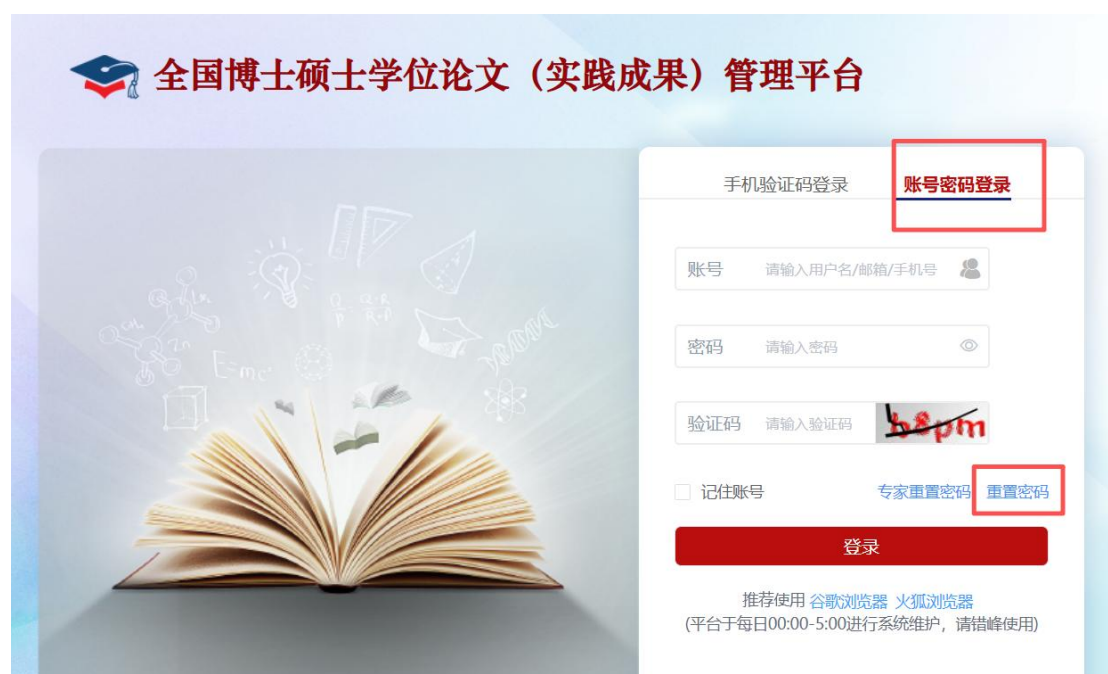 全国博士硕士学位论文（实践成果）管理平台
手机验证码登录 账号密码登录
账号 请输入用户名/邮箱/手机号
密码 请输入密码
验证码 请输入验证码 b8pm
记住账号 专家重置密码 重置密码
登录
推荐使用 谷歌浏览器 火狐浏览器
(平台于每日00:00-5:00进行系统维护，请错峰使用)
E=mc²